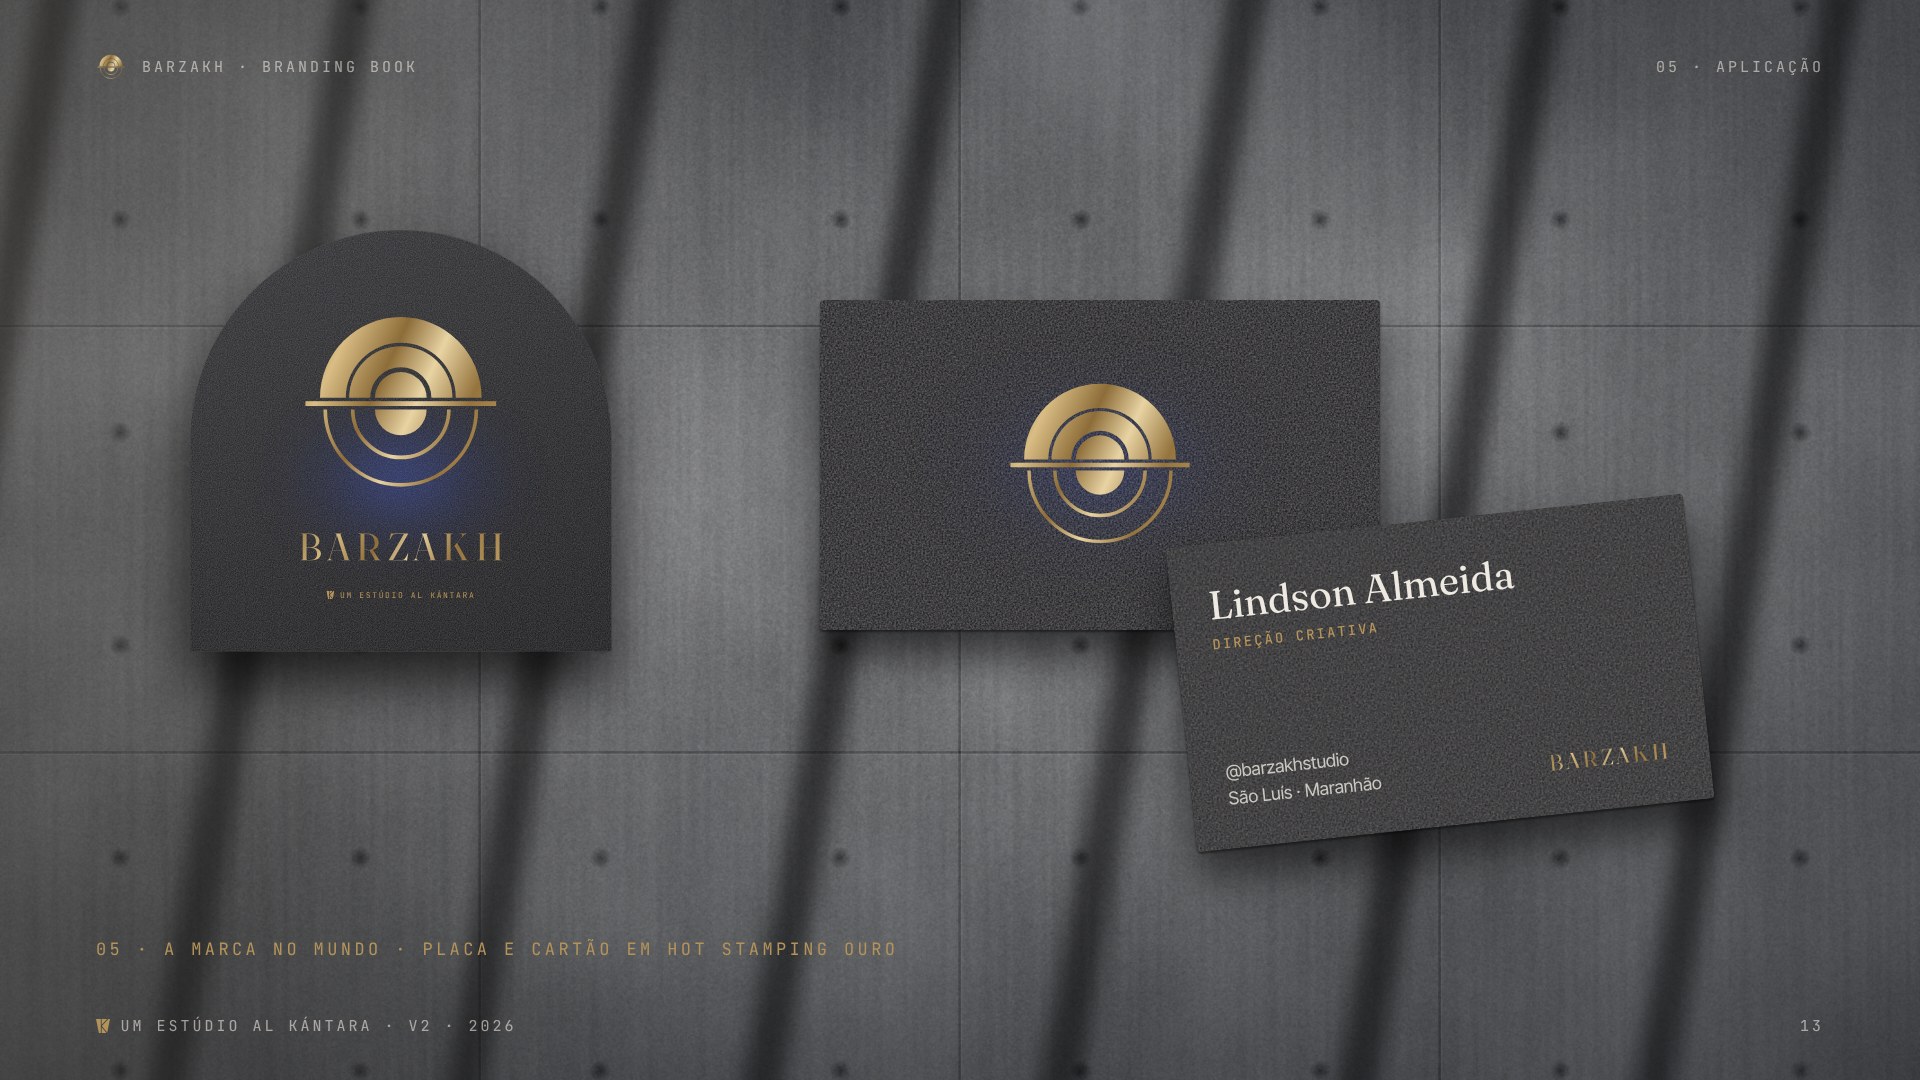 BARZAKH · BRANDING BOOK
05 · APLICAÇÃO
BARZAKH
UM ESTÚDIO AL KÁNTARA
Lindson Almeida
DIREÇÃO CRIATIVA
@barzakhstudio
São Luís · Maranhão
BARZAKH
05 · A MARCA NO MUNDO · PLACA E CARTÃO EM HOT STAMPING OURO
UM ESTÚDIO AL KÁNTARA · V2 · 2026
13